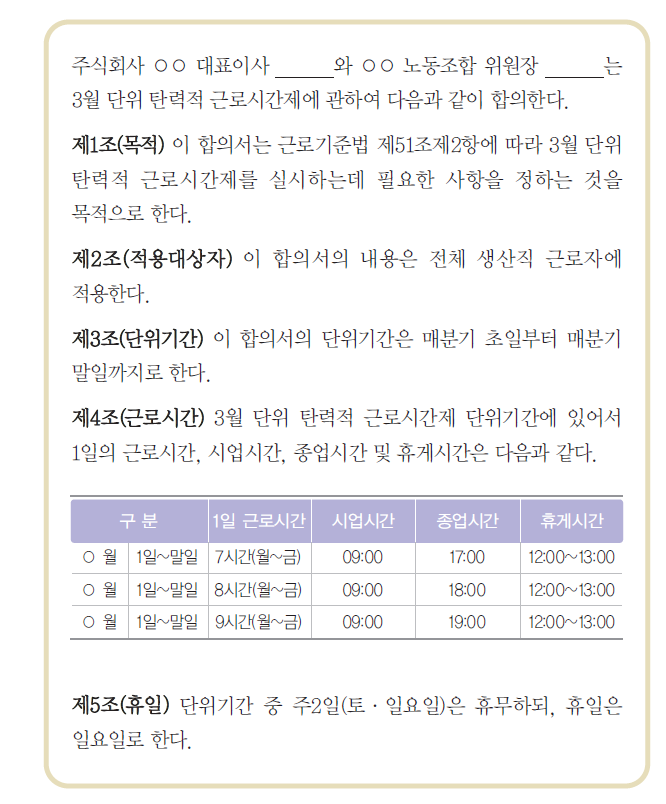 주식회사 ○○ 대표이사 ______와 ○○ 노동조합 위원장 ______는
3월 단위 탄력적 근로시간제에 관하여 다음과 같이 합의한다.
제1조(목적) 이 합의서는 근로기준법 제51조제2항에 따라 3월 단위
탄력적 근로시간제를 실시하는데 필요한 사항을 정하는 것을
목적으로 한다.
제2조(적용대상자) 이 합의서의 내용은 전체 생산직 근로자에
적용한다.
제3조(단위기간) 이 합의서의 단위기간은 매분기 초일부터 매분기
말일까지로 한다.
제4조(근로시간) 3월 단위 탄력적 근로시간제 단위기간에 있어서
1일의 근로시간, 시업시간, 종업시간 및 휴게시간은 다음과 같다.
구 분 1일 근로시간 시업시간 종업시간 휴게시간
○ 월 1일~말일 7시간(월~금) 09:00 17:00 12:00~13:00
○ 월 1일~말일 8시간(월~금) 09:00 18:00 12:00~13:00
○ 월 1일~말일 9시간(월~금) 09:00 19:00 12:00~13:00
제5조(휴일) 단위기간 중 주2일(토·일요일)은 휴무하되, 휴일은
일요일로 한다.